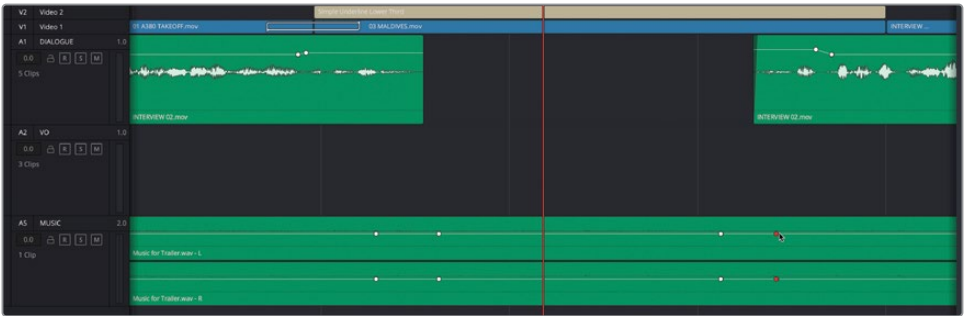 V2 Video 2 Simple Underline Lower Third
V1 Video 1 01 A380 TAKEOFF.mov 03 MALDIVES.mov INTERVIEW ...
A1 DIALOGUE 1.0
0.0 R S M
5 Clips
INTERVIEW 02.mov INTERVIEW 02.mov
A2 VO 1.0
0.0 R S M
3 Clips
A5 MUSIC 2.0
0.0 R S M
1 Clip Music for Trailer.wav - L
Music for Trailer.wav - R